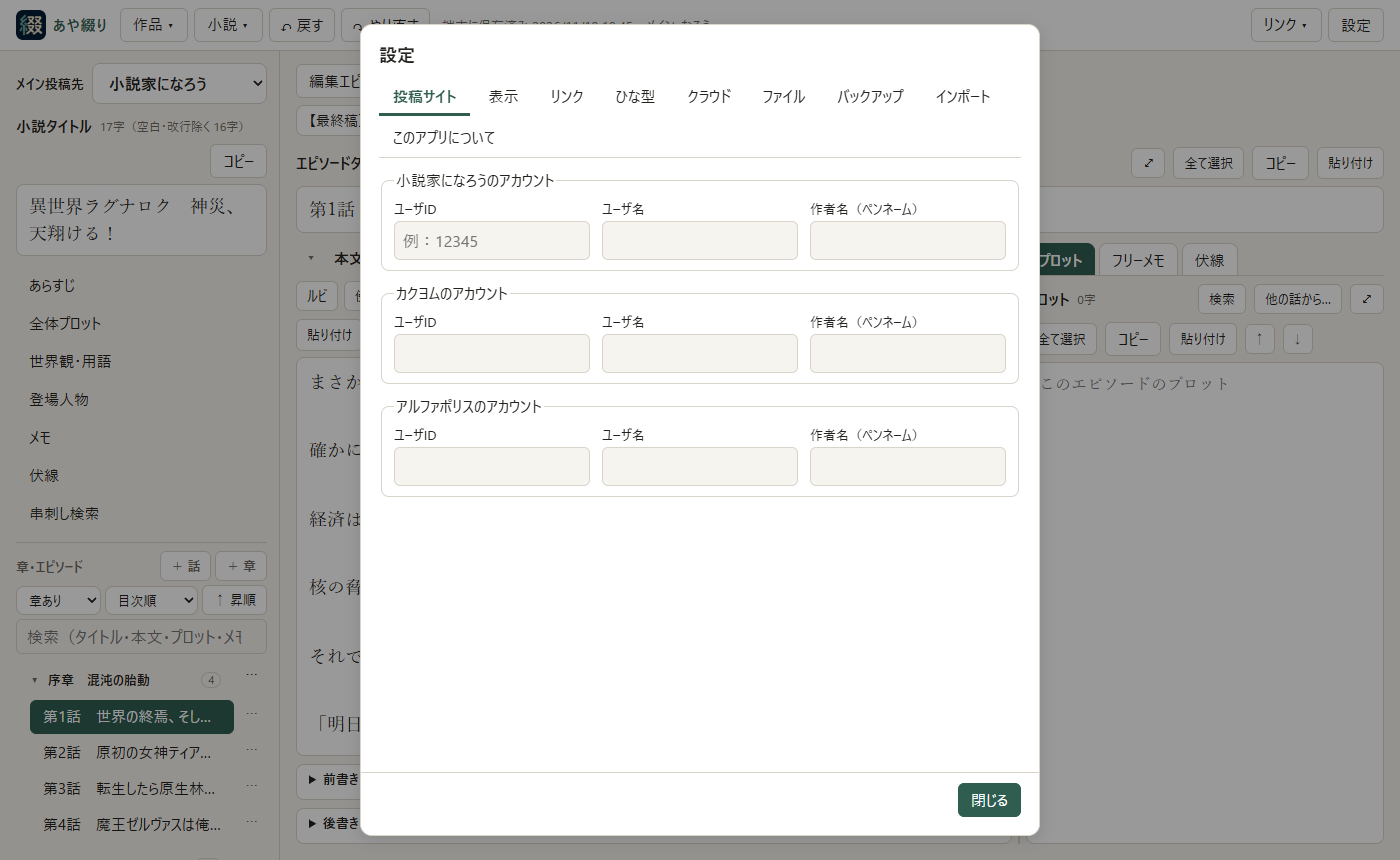 綴 あや綴り 作品 ▾ 小説 ▾ 戻す リンク ▾ 設定
メイン投稿先 小説家になろう
小説タイトル 17字（空白・改行除く16字）
コピー
異世界ラグナロク　神災、
天翔ける！
あらすじ
全体プロット
世界観・用語
登場人物
メモ
伏線
串刺し検索
章・エピソード ＋ 話 ＋ 章
章あり 目次順 ↑ 昇順
検索（タイトル・本文・プロット・メモ
▾ 序章　混沌の胎動 4 …
第1話　世界の終焉、そし... …
第2話　原初の女神ティア... …
第3話　転生したら原生林... …
第4話　魔王ゼルヴァスは俺... …
編集エピ
【最終稿
エピソードタ
第1話
▾ 本文
ルビ
貼り付け
まさか
確かに
経済は
核の脅
それで
「明日
▶ 前書き
▶ 後書き
設定
投稿サイト 表示 リンク ひな型 クラウド ファイル バックアップ インポート
このアプリについて
小説家になろうのアカウント
ユーザID ユーザ名 作者名（ペンネーム）
例：12345
カクヨムのアカウント
ユーザID ユーザ名 作者名（ペンネーム）
アルファポリスのアカウント
ユーザID ユーザ名 作者名（ペンネーム）
閉じる
⤢ 全て選択 コピー 貼り付け
プロット フリーメモ 伏線
ロット 0字 検索 他の話から... ⤢
全て選択 コピー 貼り付け ↑ ↓
このエピソードのプロット